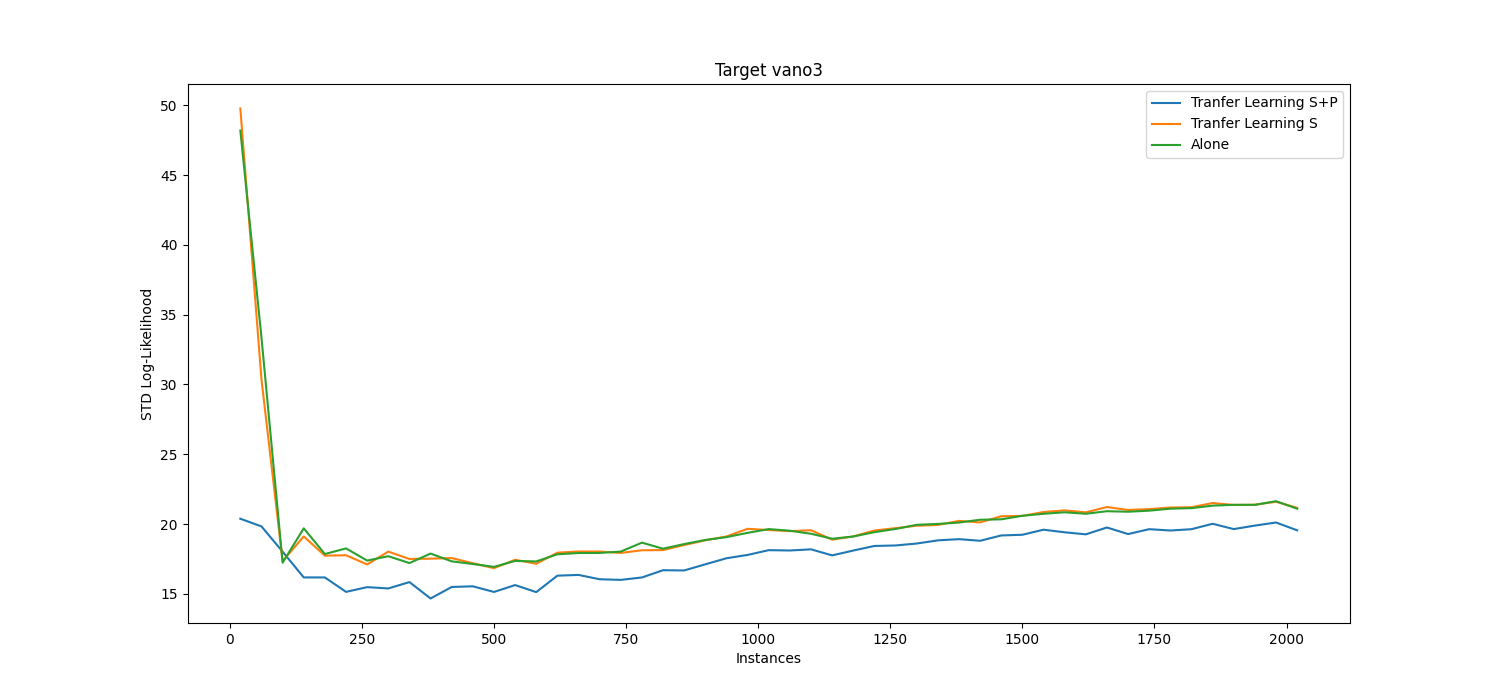 Target vano3
Tranfer Learning S+P
Tranfer Learning S
Alone
STD Log-Likelihood
50
45
40
35
30
25
20
15
0 250 500 750 1000 1250 1500 1750 2000
Instances